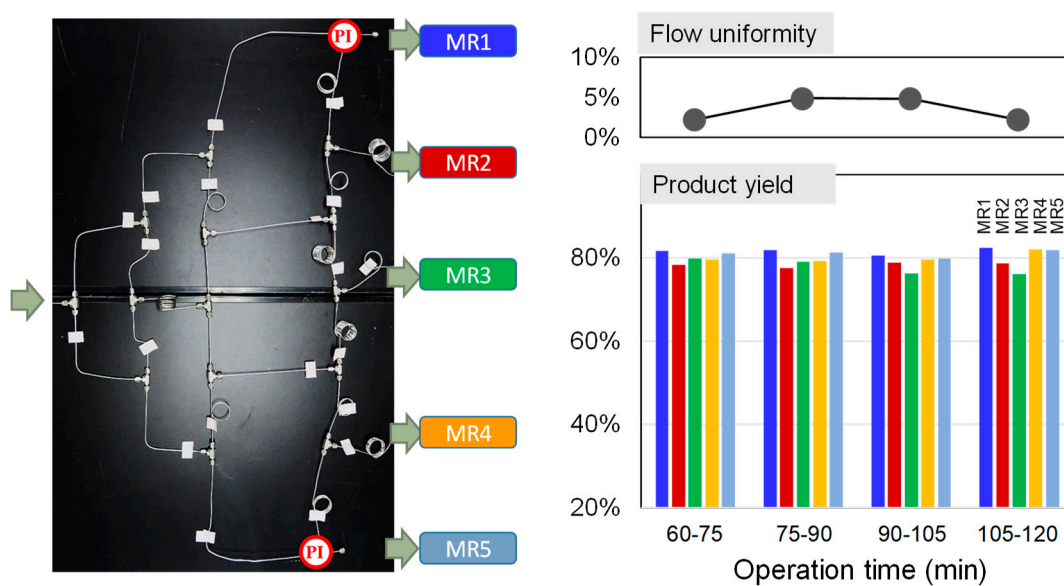 PI
MR1
MR2
MR3
MR4
MR5
PI
Flow uniformity
10%
5%
0%
Product yield
MR1
MR2
MR3
MR4
MR5
80%
60%
40%
20%
60-75
75-90
90-105
105-120
Operation time (min)